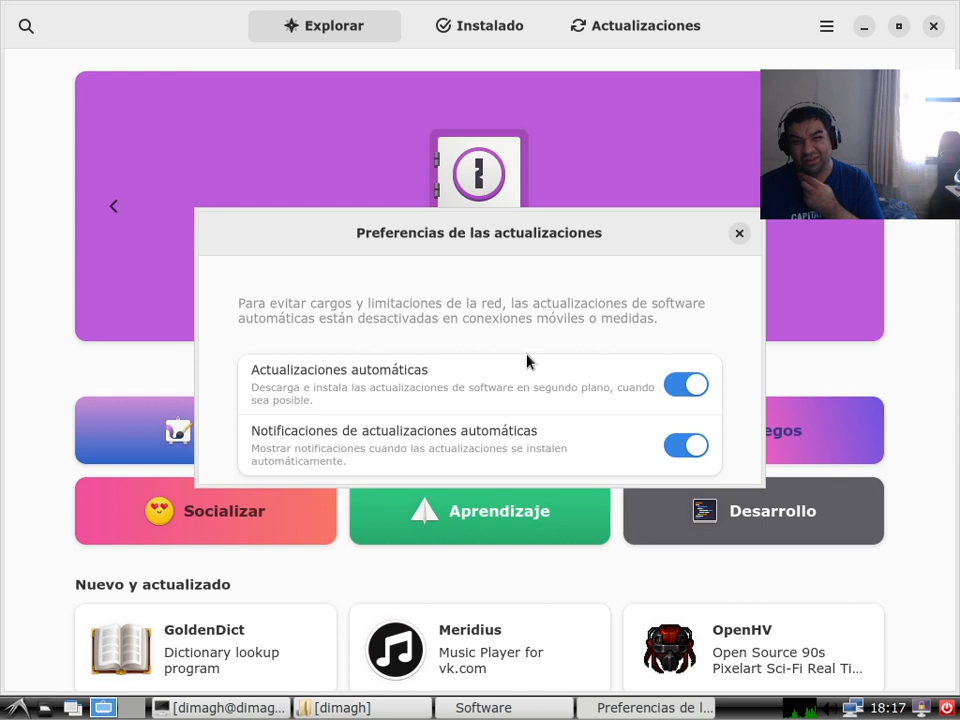 Explorar
Instalado
Actualizaciones
Preferencias de las actualizaciones
Para evitar cargos y limitaciones de la red, las actualizaciones de software
automáticas están desactivadas en conexiones móviles o medidas.
Actualizaciones automáticas
Descarga e instala las actualizaciones de software en segundo plano, cuando
sea posible.
Notificaciones de actualizaciones automáticas
Mostrar notificaciones cuando las actualizaciones se instalen
automáticamente.
egos
Socializar
Aprendizaje
Desarrollo
Nuevo y actualizado
GoldenDict
Dictionary lookup
program
Meridius
Music Player for
vk.com
OpenHV
Open Source 90s
Pixelart Sci-Fi Real Ti...
[dimagh@dimag...
[dimagh]
Software
Preferencias de l...
18:17